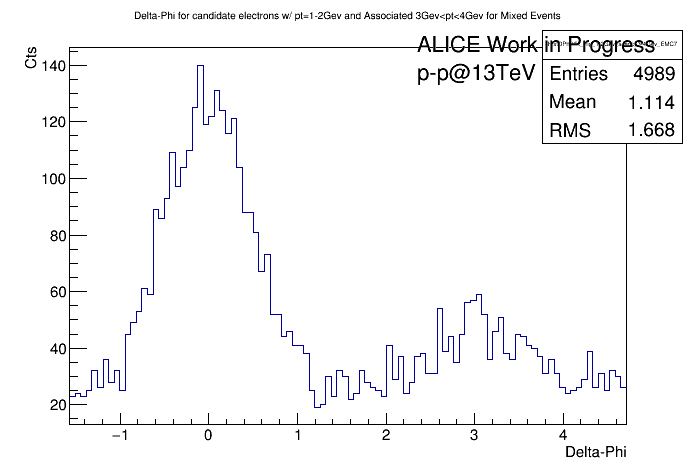 Delta-Phi for candidate electrons w/ pt=1-2Gev and Associated 3Gev<pt<4Gev for Mixed Events
Cts
ALICE Work in Progress
p-p@13TeV
Entries 4989
Mean 1.114
RMS 1.668
140
120
100
80
60
40
20
−1 0 1 2 3 4
Delta-Phi